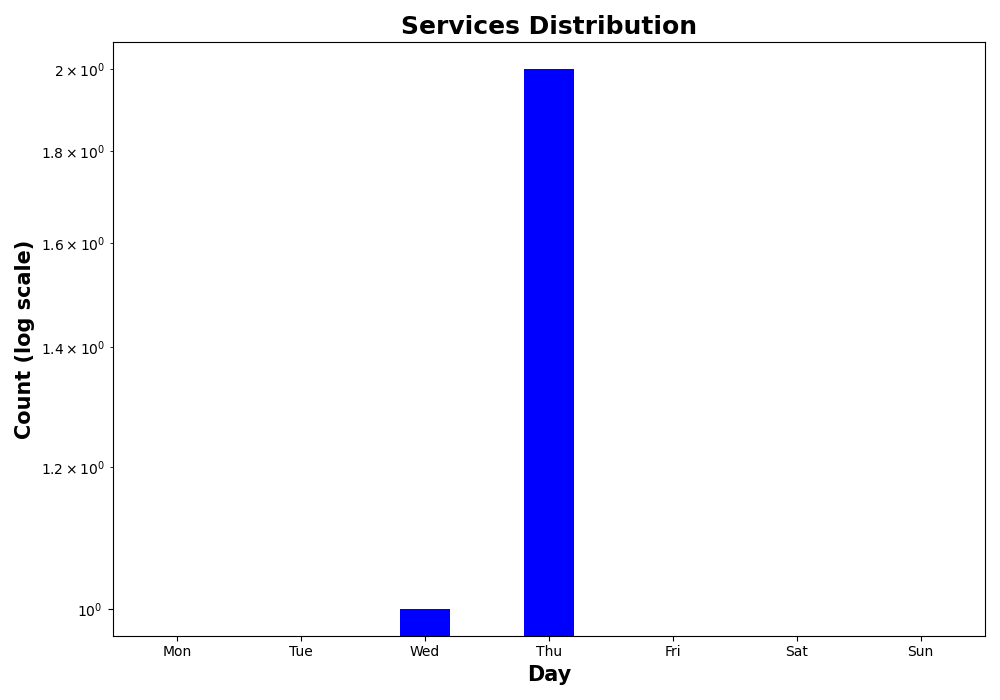 Services Distribution
Count (log scale)
2 × 10⁰
1.8 × 10⁰
1.6 × 10⁰
1.4 × 10⁰
1.2 × 10⁰
10⁰
Mon Tue Wed Thu Fri Sat Sun
Day